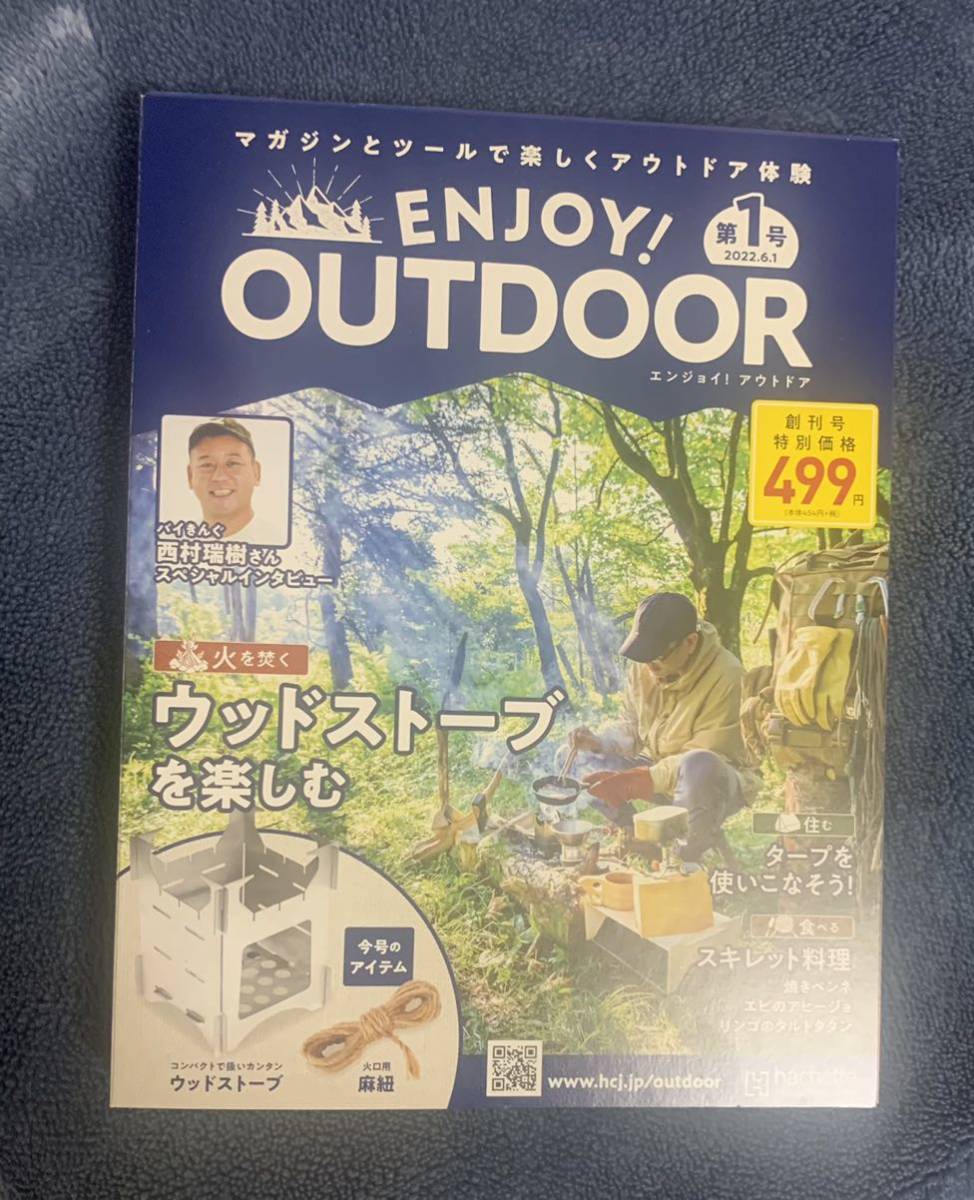 マガジンとツールで楽しくアウトドア体験
ENJOY!
OUTDOOR
第1号
2022.6.1
エンジョイ! アウトドア
創刊号
特別価格
499円
(本体454円+税)
バイきんぐ
西村瑞樹さん
スペシャルインタビュー
火を焚く
ウッドストーブ
を楽しむ
住む
タープを
使いこなそう!
食べる
スキレット料理
焼きペンネ
エビのアヒージョ
リンゴのタルトタタン
今号の
アイテム
コンパクトで扱いカンタン
ウッドストーブ
火口用
麻紐
www.hcj.jp/outdoor
hachette